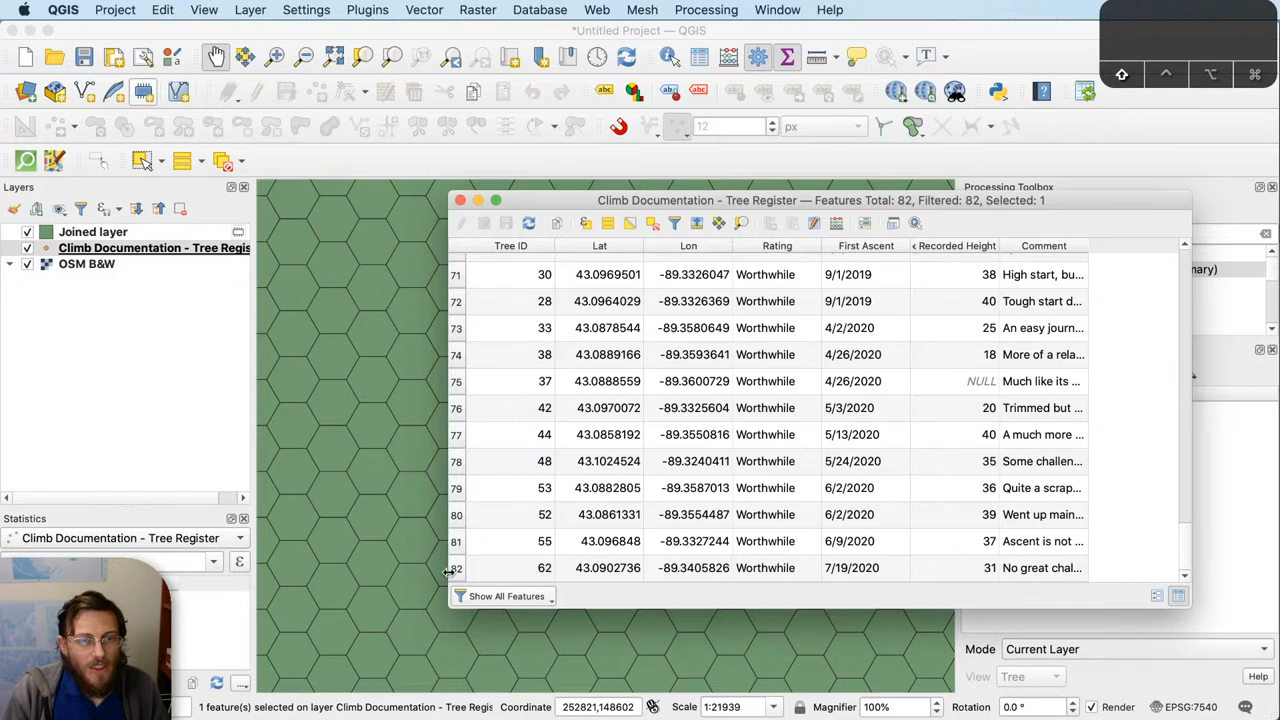 QGIS Project Edit View Layer Settings Plugins Vector Raster Database Web Mesh Processing Window Help
*Untitled Project — QGIS
12 px
Layers
Joined layer
Climb Documentation - Tree Regis
OSM B&W
Climb Documentation - Tree Register — Features Total: 82, Filtered: 82, Selected: 1
Processing Toolbox
Tree ID Lat Lon Rating First Ascent Recorded Height Comment
71 30 43.0969501 -89.3326047 Worthwhile 9/1/2019 38 High start, bu...
72 28 43.0964029 -89.3326369 Worthwhile 9/1/2019 40 Tough start d...
73 33 43.0878544 -89.3580649 Worthwhile 4/2/2020 25 An easy journ...
74 38 43.0889166 -89.3593641 Worthwhile 4/26/2020 18 More of a rela...
75 37 43.0888559 -89.3600729 Worthwhile 4/26/2020 NULL Much like its ...
76 42 43.0970072 -89.3325604 Worthwhile 5/3/2020 20 Trimmed but ...
77 44 43.0858192 -89.3550816 Worthwhile 5/13/2020 40 A much more ...
78 48 43.1024524 -89.3240411 Worthwhile 5/24/2020 35 Some challen...
79 53 43.0882805 -89.3587013 Worthwhile 6/2/2020 36 Quite a scrap...
80 52 43.0861331 -89.3554487 Worthwhile 6/2/2020 39 Went up main...
81 55 43.096848 -89.3327244 Worthwhile 6/9/2020 37 Ascent is not ...
82 62 43.0902736 -89.3405826 Worthwhile 7/19/2020 31 No great chal...
Show All Features
Statistics
Climb Documentation - Tree Register
Mode Current Layer
View Tree
Help
1 feature(s) selected on layer Climb Documentation - Tree Regis Coordinate 252821,148602 Scale 1:21939 Magnifier 100% Rotation 0.0 ° Render EPSG:7540